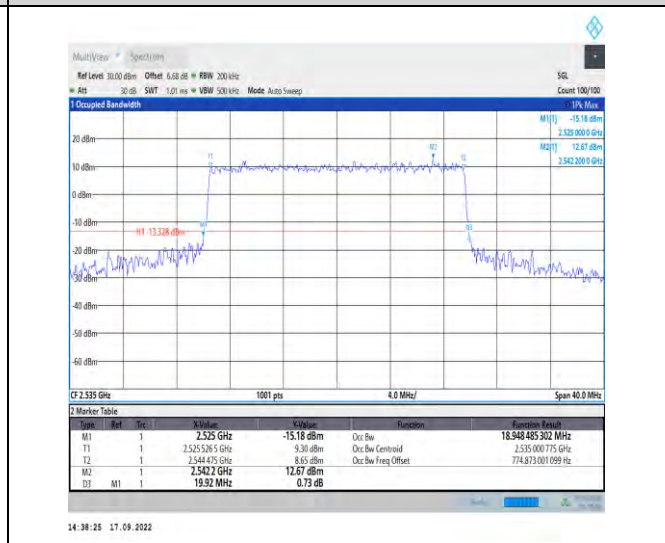 MultiView Spectrum
Ref Level 30.00 dBm Offset 6.68 dB RBW 200 kHz SGL
Att 30 dB SWT 1.01 ms VBW 500 kHz Mode Auto Sweep Count 100/100
1 Occupied Bandwidth 1Pk Max
M1[1] -15.18 dBm
2.525 000 0 GHz
M2[1] 12.67 dBm
2.542 200 0 GHz
20 dBm
M2
T1
T2
10 dBm
0 dBm
-10 dBm
M1
D3
H1 -13.328 dBm
-20 dBm
-30 dBm
-40 dBm
-50 dBm
-60 dBm
CF 2.535 GHz 1001 pts 4.0 MHz/ Span 40.0 MHz
2 Marker Table
Type Ref Trc X-Value Y-Value Function Function Result
M1 1 2.525 GHz -15.18 dBm Occ Bw 18.948 485 302 MHz
T1 1 2.525 526 5 GHz 9.30 dBm Occ Bw Centroid 2.535 000 775 GHz
T2 1 2.544 475 GHz 8.65 dBm Occ Bw Freq Offset 774.873 001 099 Hz
M2 1 2.542 2 GHz 12.67 dBm
D3 M1 1 19.92 MHz 0.73 dB
14:38:25 17.09.2022